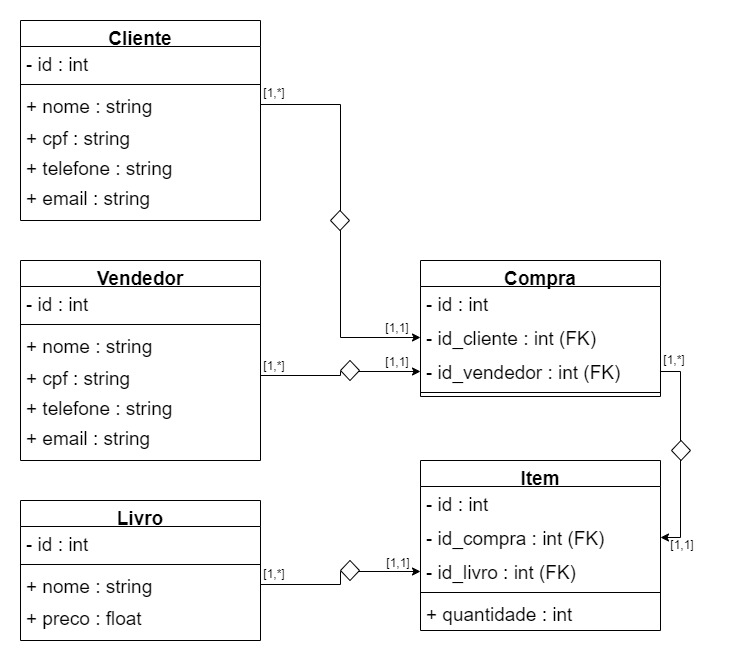 Cliente
- id : int
+ nome : string
+ cpf : string
+ telefone : string
+ email : string
[1,*]
[1,1]
Vendedor
- id : int
+ nome : string
+ cpf : string
+ telefone : string
+ email : string
[1,*]
[1,1]
Compra
- id : int
- id_cliente : int (FK)
- id_vendedor : int (FK)
[1,*]
[1,1]
Livro
- id : int
+ nome : string
+ preco : float
[1,*]
[1,1]
Item
- id : int
- id_compra : int (FK)
- id_livro : int (FK)
+ quantidade : int